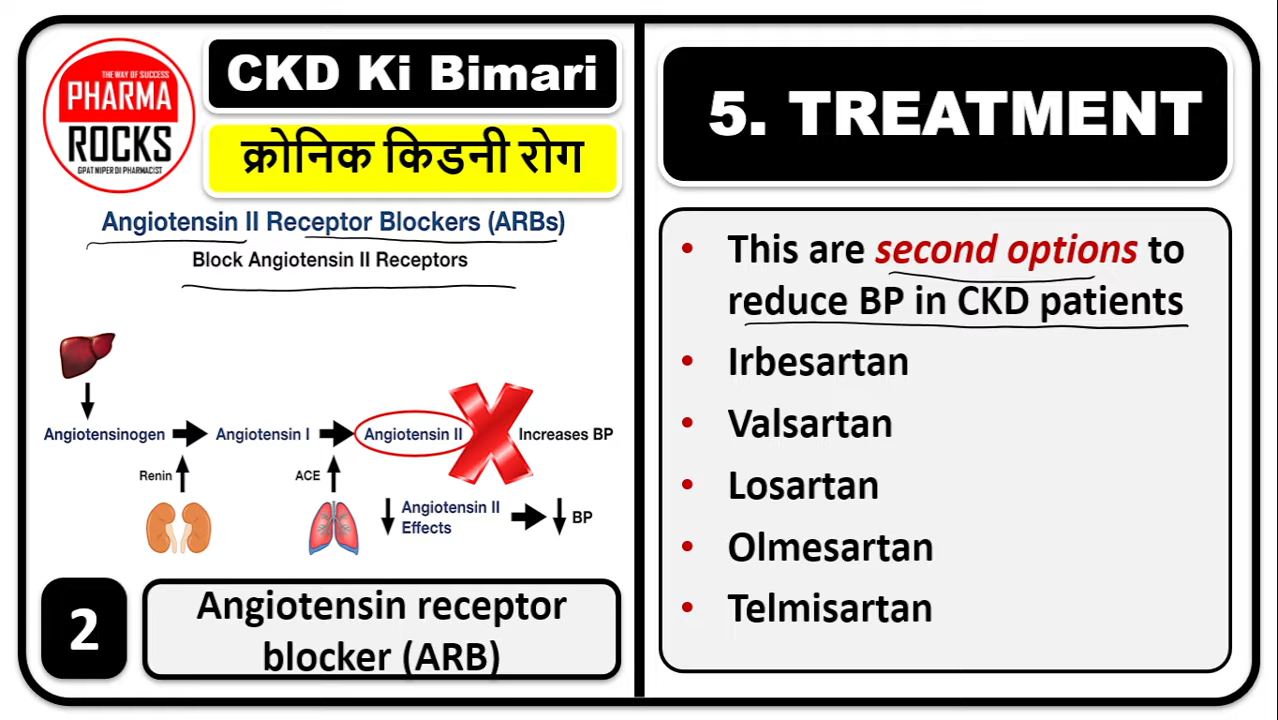 THE WAY OF SUCCESS
PHARMA
ROCKS
GPAT NIPER DI PHARMACIST
CKD Ki Bimari
क्रोनिक किडनी रोग
Angiotensin II Receptor Blockers (ARBs)
Block Angiotensin II Receptors
Angiotensinogen
Angiotensin I
Angiotensin II
Increases BP
Renin
ACE
Angiotensin II
Effects
BP
2
Angiotensin receptor
blocker (ARB)
5. TREATMENT
• This are second options to
reduce BP in CKD patients
• Irbesartan
• Valsartan
• Losartan
• Olmesartan
• Telmisartan